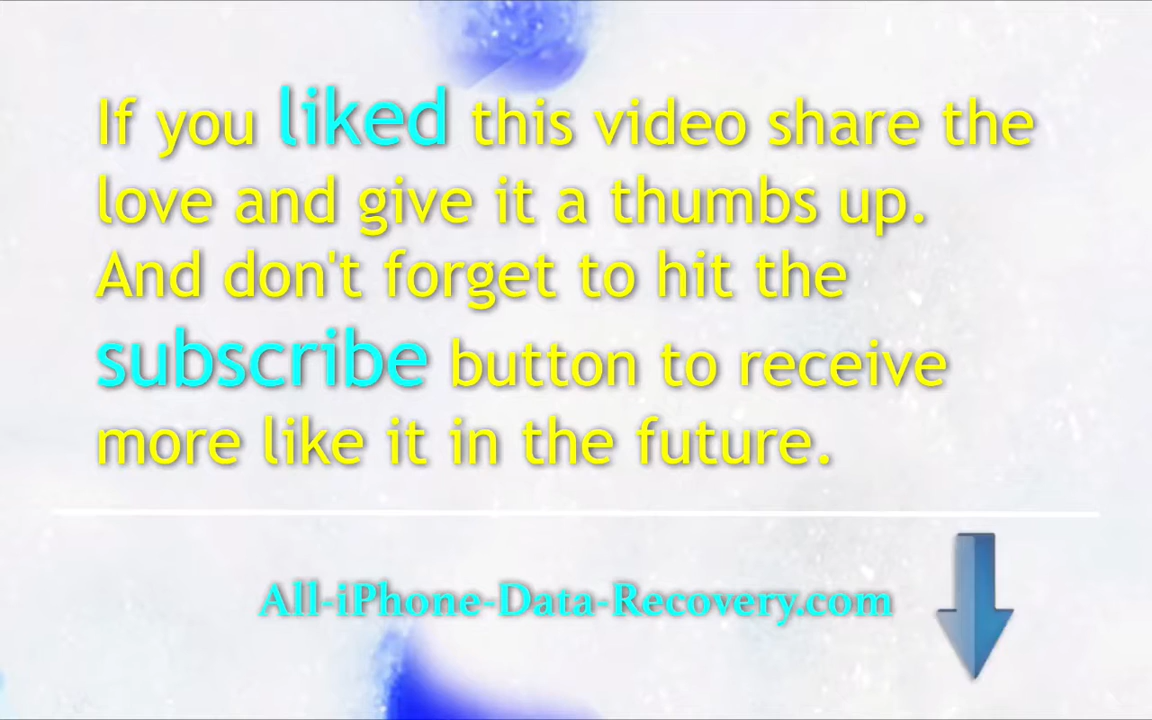 If you liked this video share the
love and give it a thumbs up.
And don't forget to hit the
subscribe button to receive
more like it in the future.
All-iPhone-Data-Recovery.com